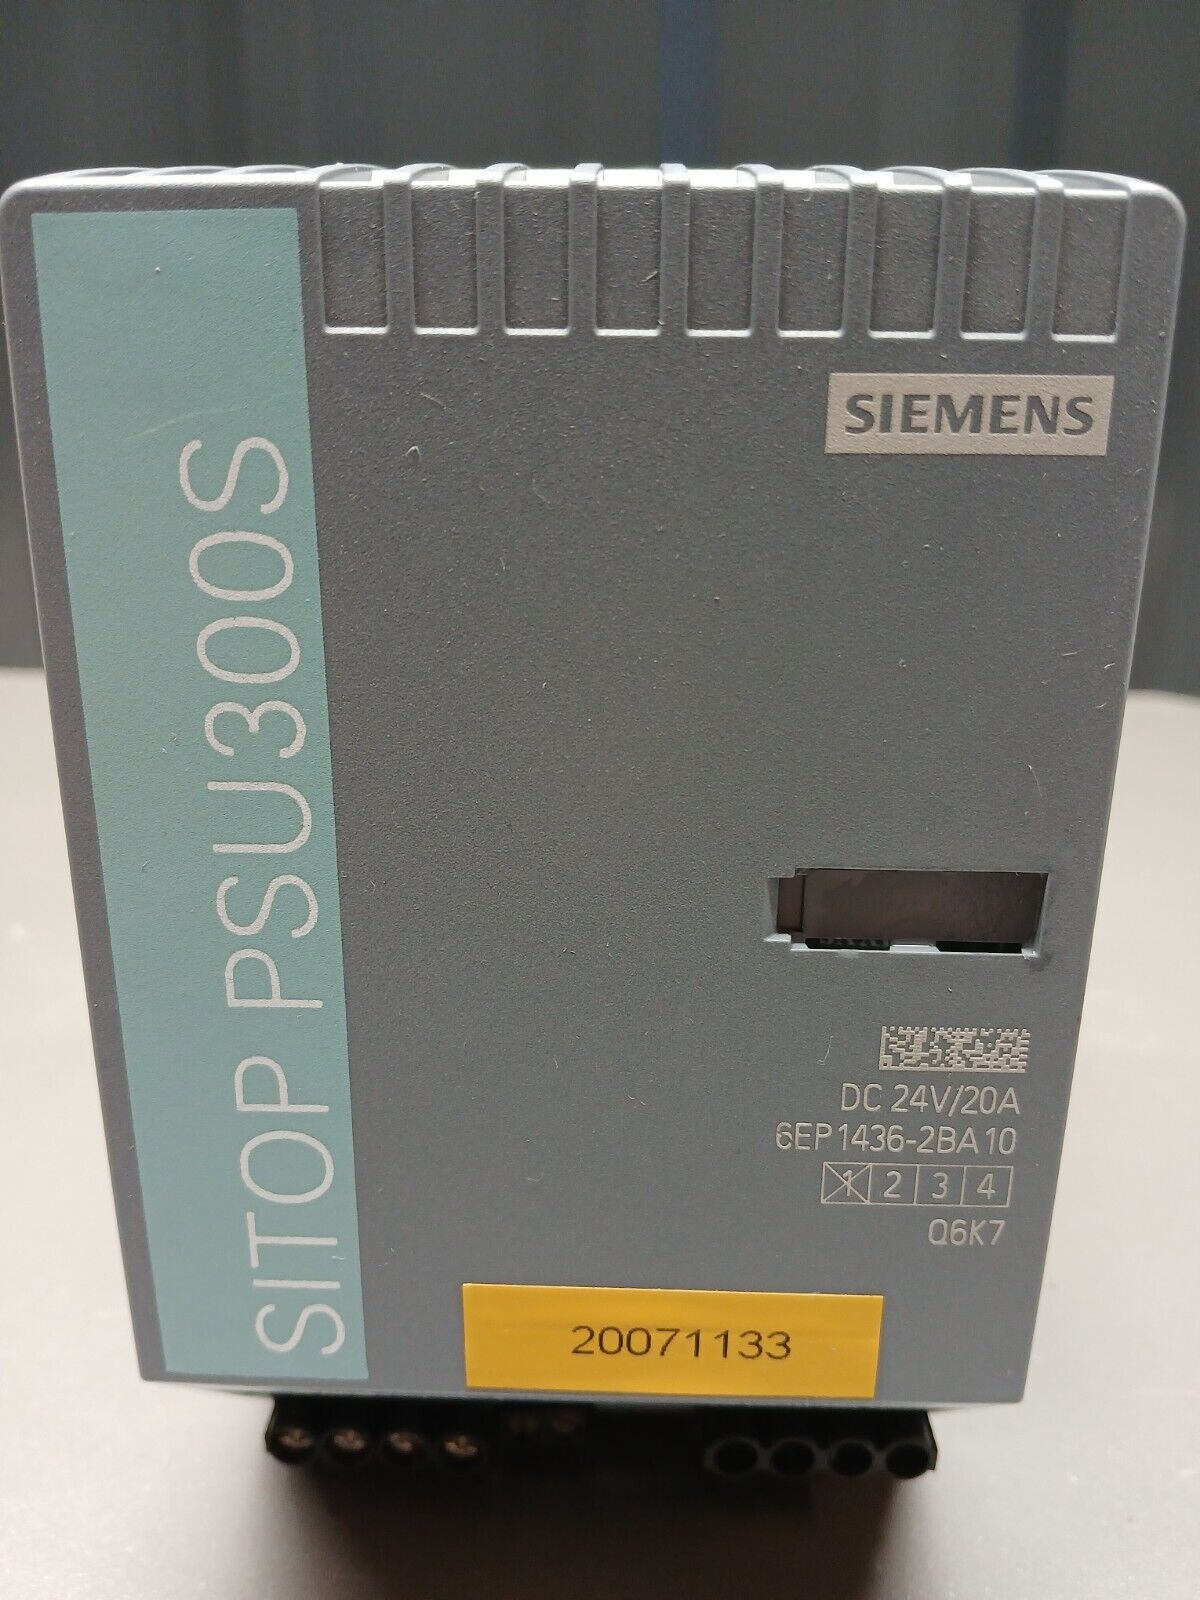 SIEMENS
SITOP PSU300S
DC 24V/20A
6EP1436-2BA10
1 2 3 4
Q6K7
20071133